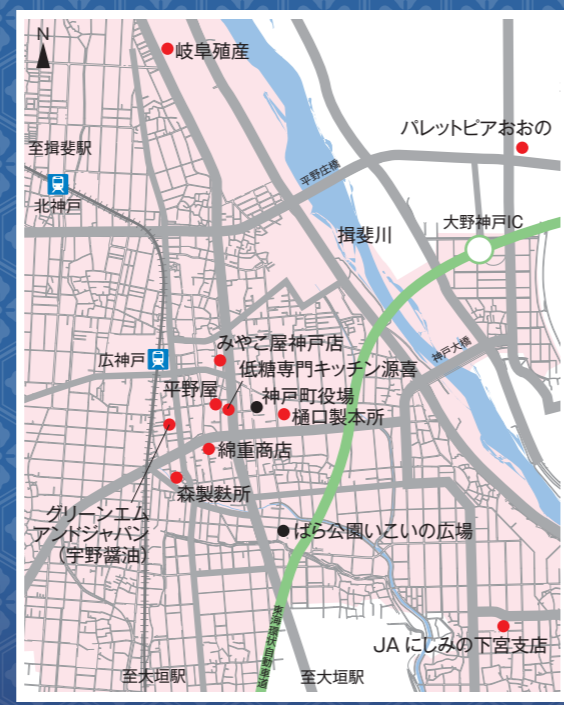 N
岐阜殖産
パレットピアおおの
至揖斐駅
平野庄橋
北神戸
大野神戸IC
揖斐川
神戸大橋
みやこ屋神戸店
広神戸
低糖専門キッチン源喜
平野屋
神戸町役場
樋口製本所
綿重商店
森製麩所
グリーンエム
アンドジャパン
（宇野醤油）
ばら公園いこいの広場
東海環状自動車道
JA にしみの下宮支店
至大垣駅
至大垣駅